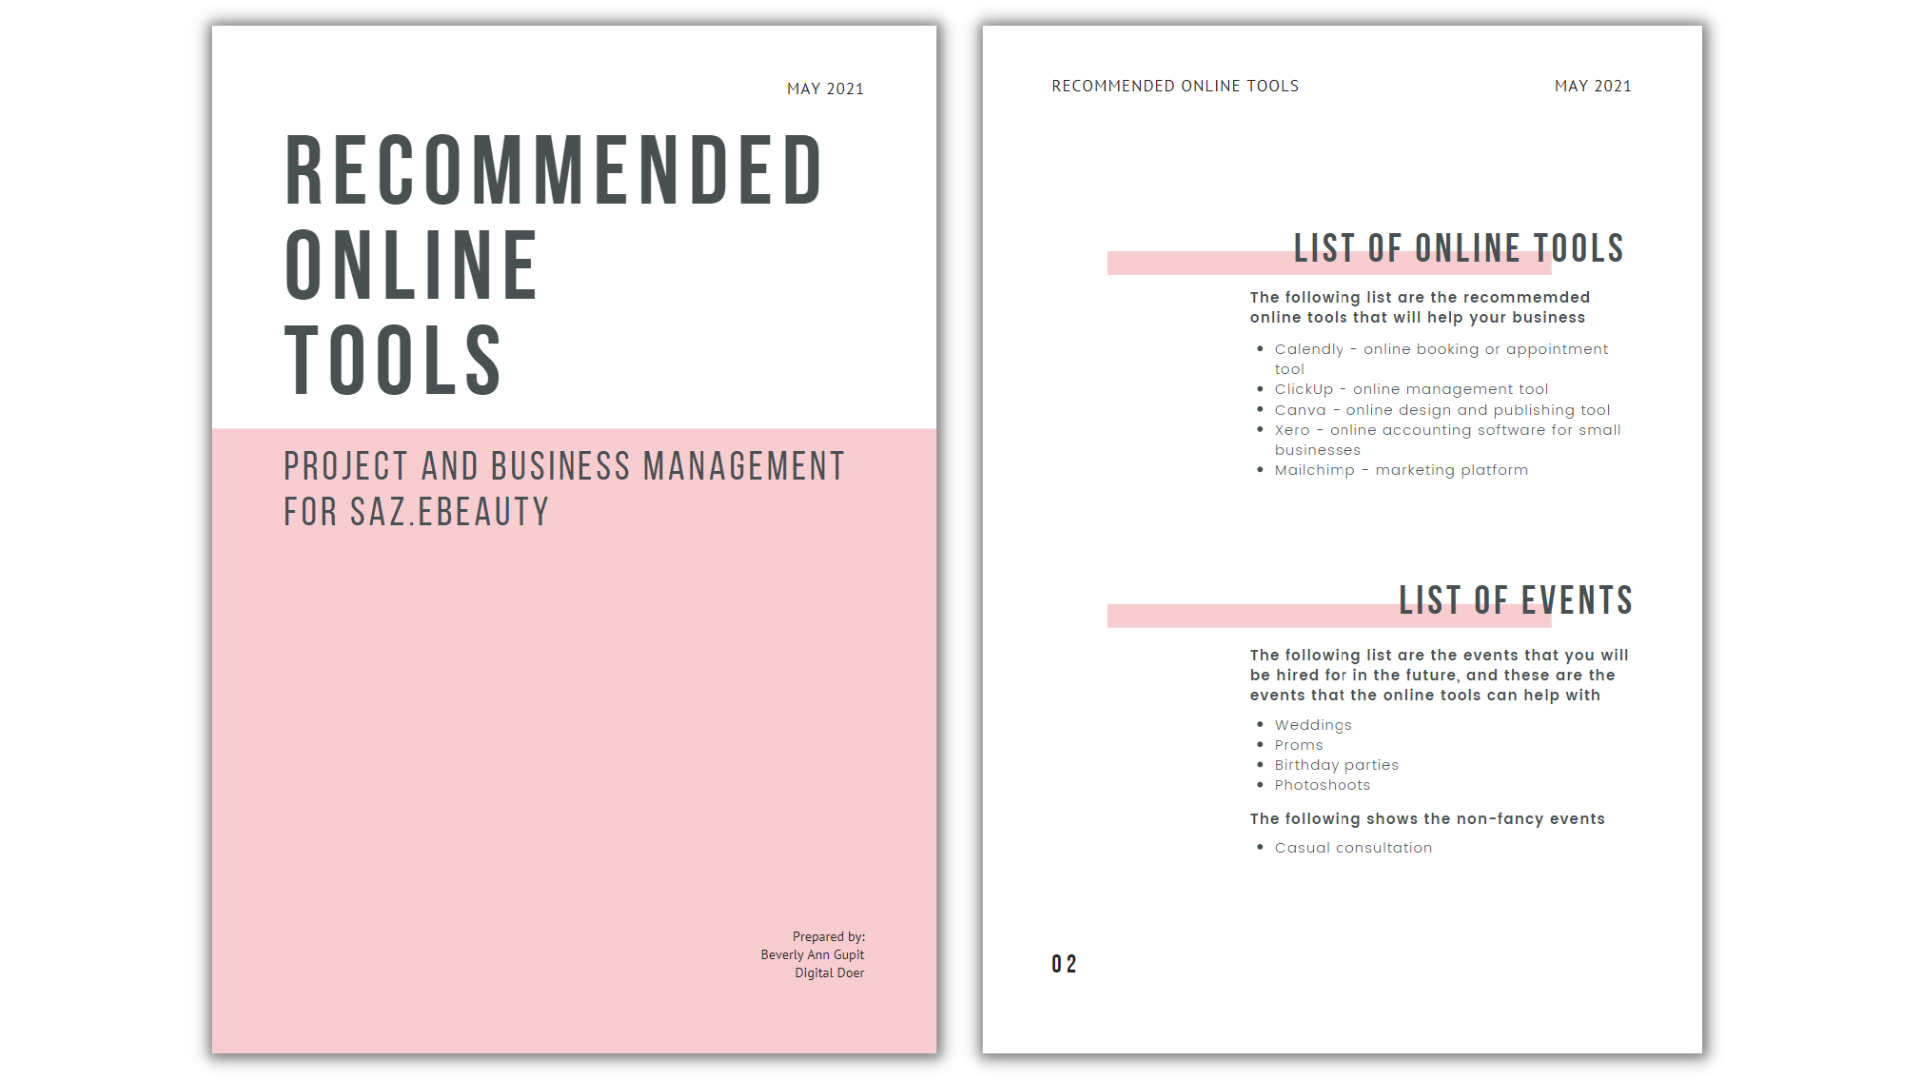 MAY 2021
RECOMMENDED
ONLINE
TOOLS
PROJECT AND BUSINESS MANAGEMENT
FOR SAZ.EBEAUTY
Prepared by:
Beverly Ann Gupit
Digital Doer
RECOMMENDED ONLINE TOOLS MAY 2021
LIST OF ONLINE TOOLS
The following list are the recommemded
online tools that will help your business
• Calendly - online booking or appointment
tool
• ClickUp - online management tool
• Canva - online design and publishing tool
• Xero - online accounting software for small
businesses
• Mailchimp - marketing platform
LIST OF EVENTS
The following list are the events that you will
be hired for in the future, and these are the
events that the online tools can help with
• Weddings
• Proms
• Birthday parties
• Photoshoots
The following shows the non-fancy events
• Casual consultation
02